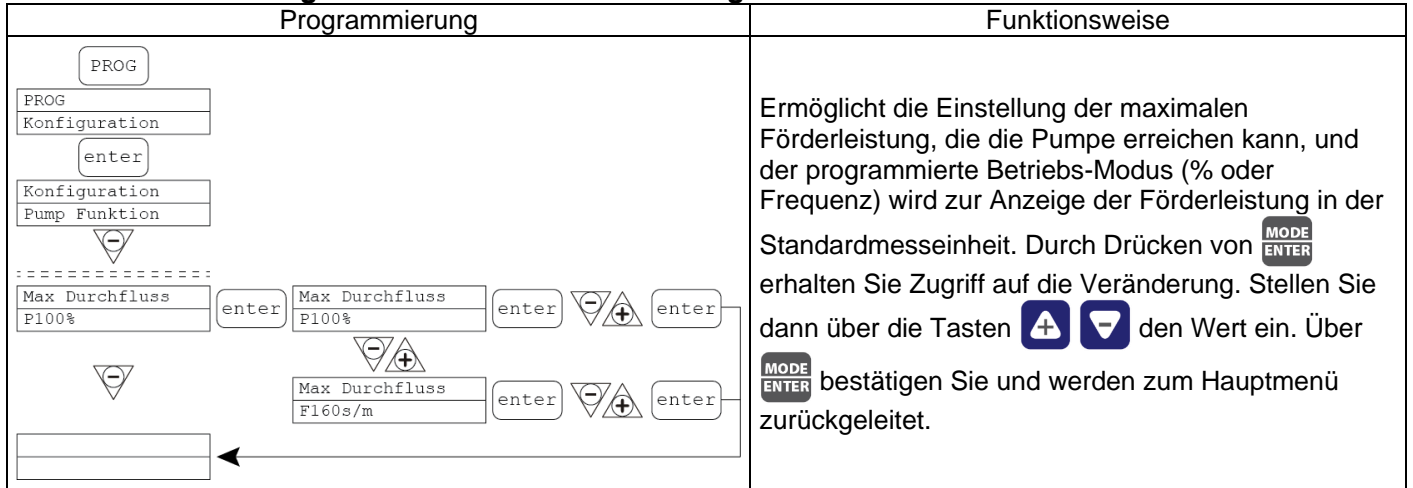 Programmierung
Funktionsweise
PROG
PROG
Konfiguration
enter
Konfiguration
Pump Funktion
Max Durchfluss
P100%
enter
Max Durchfluss
P100%
enter
enter
Max Durchfluss
F160s/m
enter
enter
Ermöglicht die Einstellung der maximalen
Förderleistung, die die Pumpe erreichen kann, und
der programmierte Betriebs-Modus (% oder
Frequenz) wird zur Anzeige der Förderleistung in der
Standardmesseinheit. Durch Drücken von MODE ENTER
erhalten Sie Zugriff auf die Veränderung. Stellen Sie
dann über die Tasten + - den Wert ein. Über
MODE ENTER bestätigen Sie und werden zum Hauptmenü
zurückgeleitet.